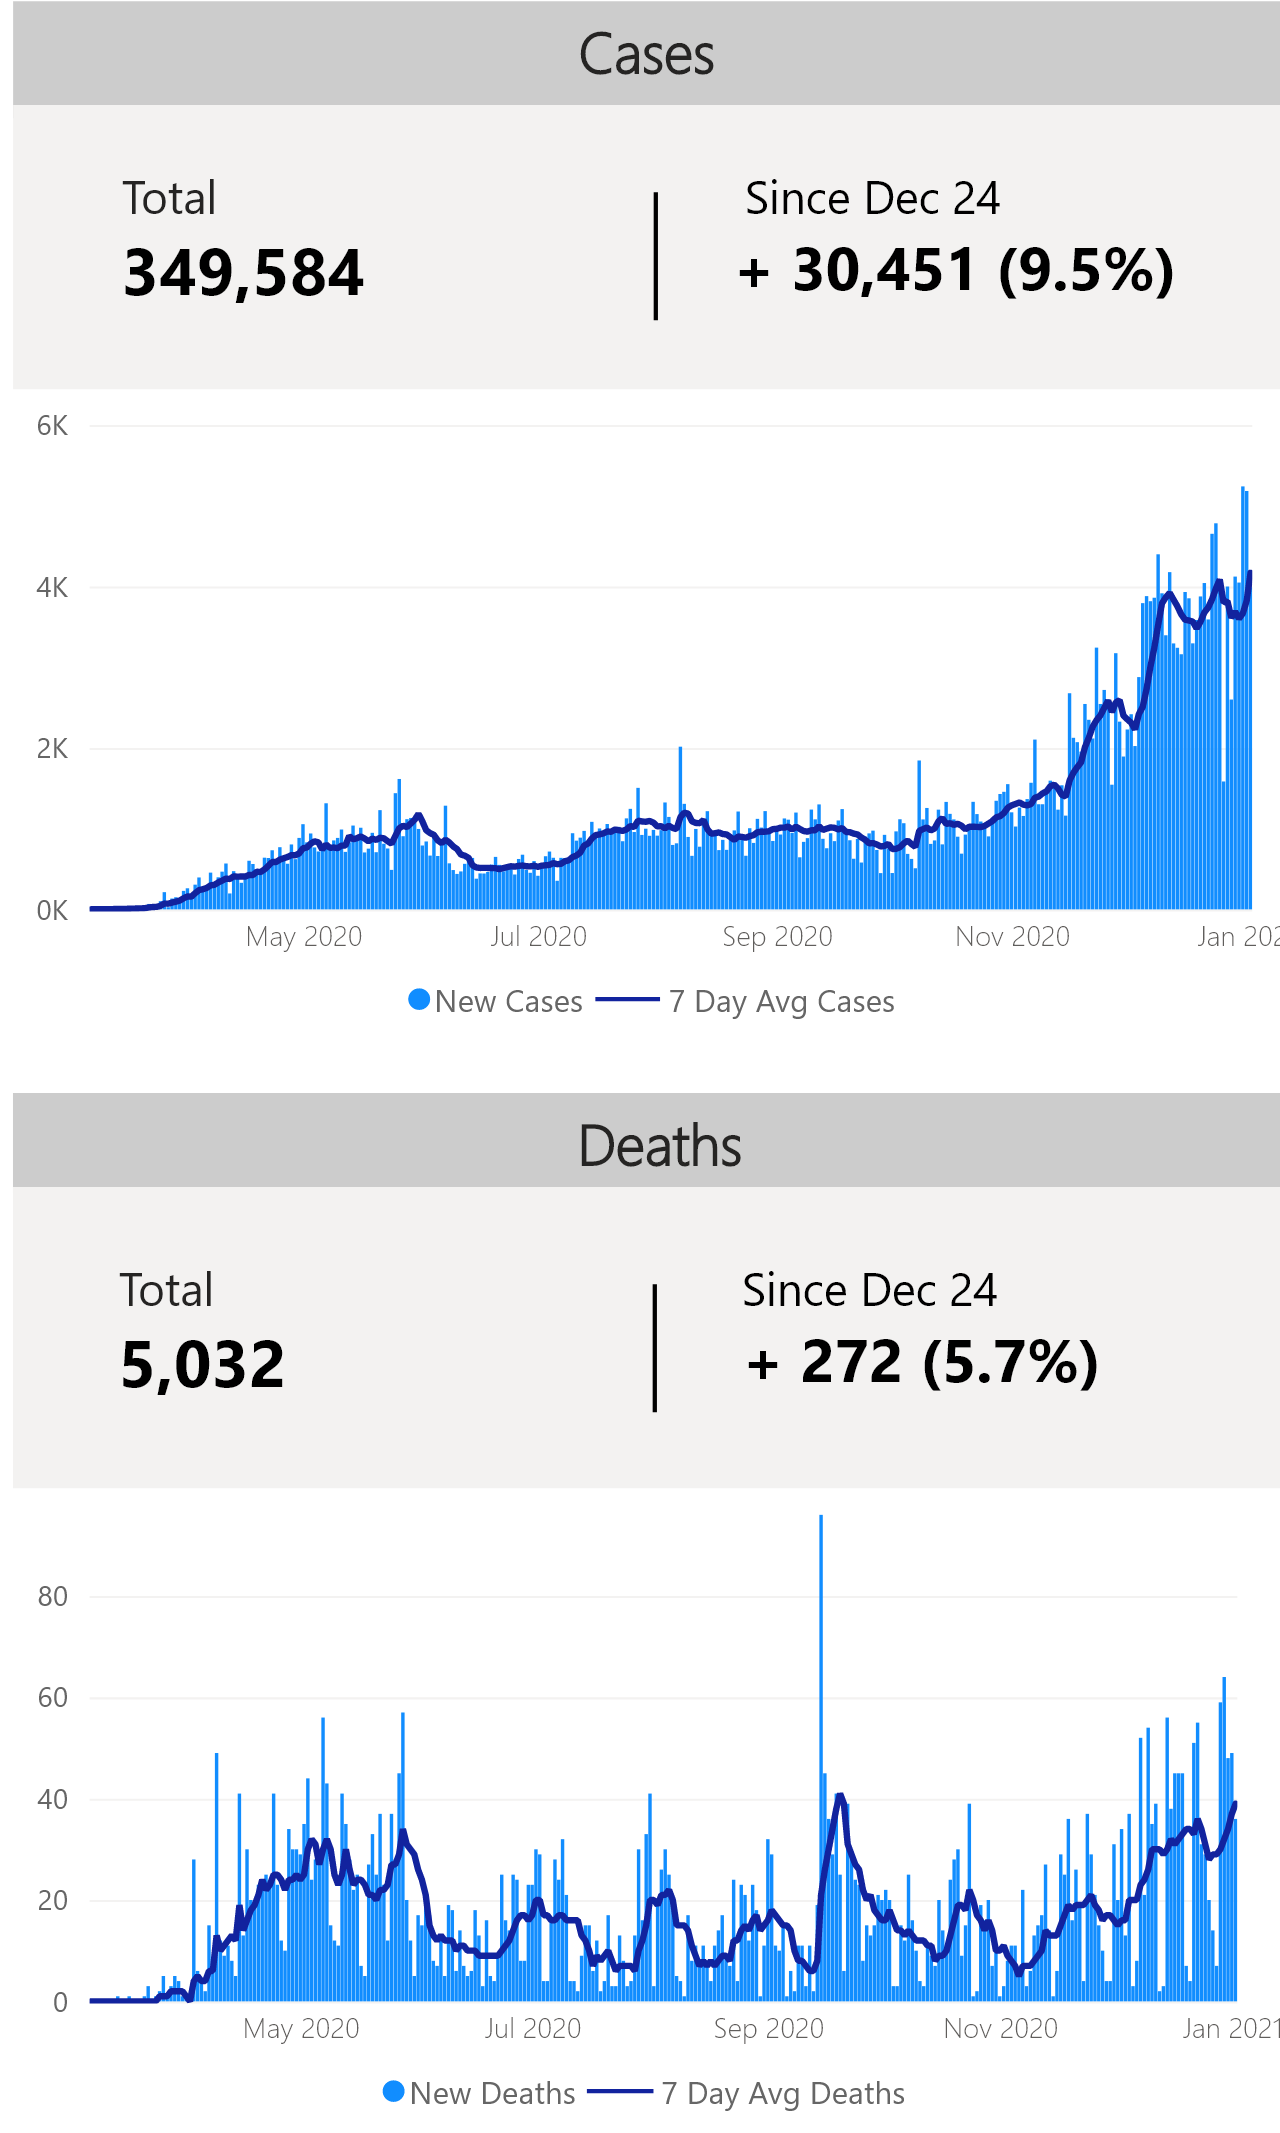 Cases
Total
Since Dec 24
349,584
+ 30,451 (9.5%)
6K
4K
2K
0K
May 2020
Jul 2020
Sep 2020
Nov 2020
Jan 202
New Cases
7 Day Avg Cases
Deaths
Total
Since Dec 24
5,032
+ 272 (5.7%)
80
60
40
20
0
May 2020
Jul 2020
Sep 2020
Nov 2020
Jan 2021
New Deaths
7 Day Avg Deaths